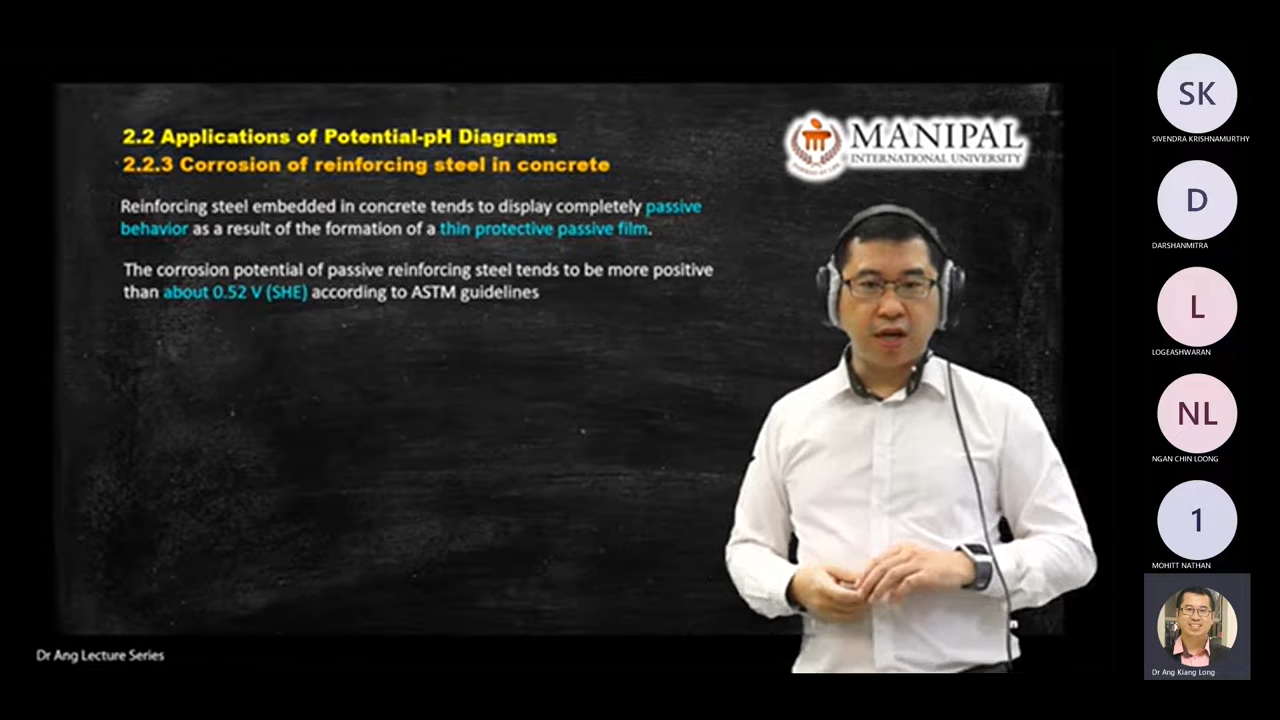 2.2 Applications of Potential-pH Diagrams
2.2.3 Corrosion of reinforcing steel in concrete
Reinforcing steel embedded in concrete tends to display completely passive
behavior as a result of the formation of a thin protective passive film.
The corrosion potential of passive reinforcing steel tends to be more positive
than about 0.52 V (SHE) according to ASTM guidelines
MANIPAL
INTERNATIONAL UNIVERSITY
Dr Ang Lecture Series
SK
SIVENDRA KRISHNAMURTHY
D
DARSHANMITRA
L
LOGEASHWARAN
NL
NGAN CHIN LOONG
1
MOHITT NATHAN
Dr Ang Kiang Long